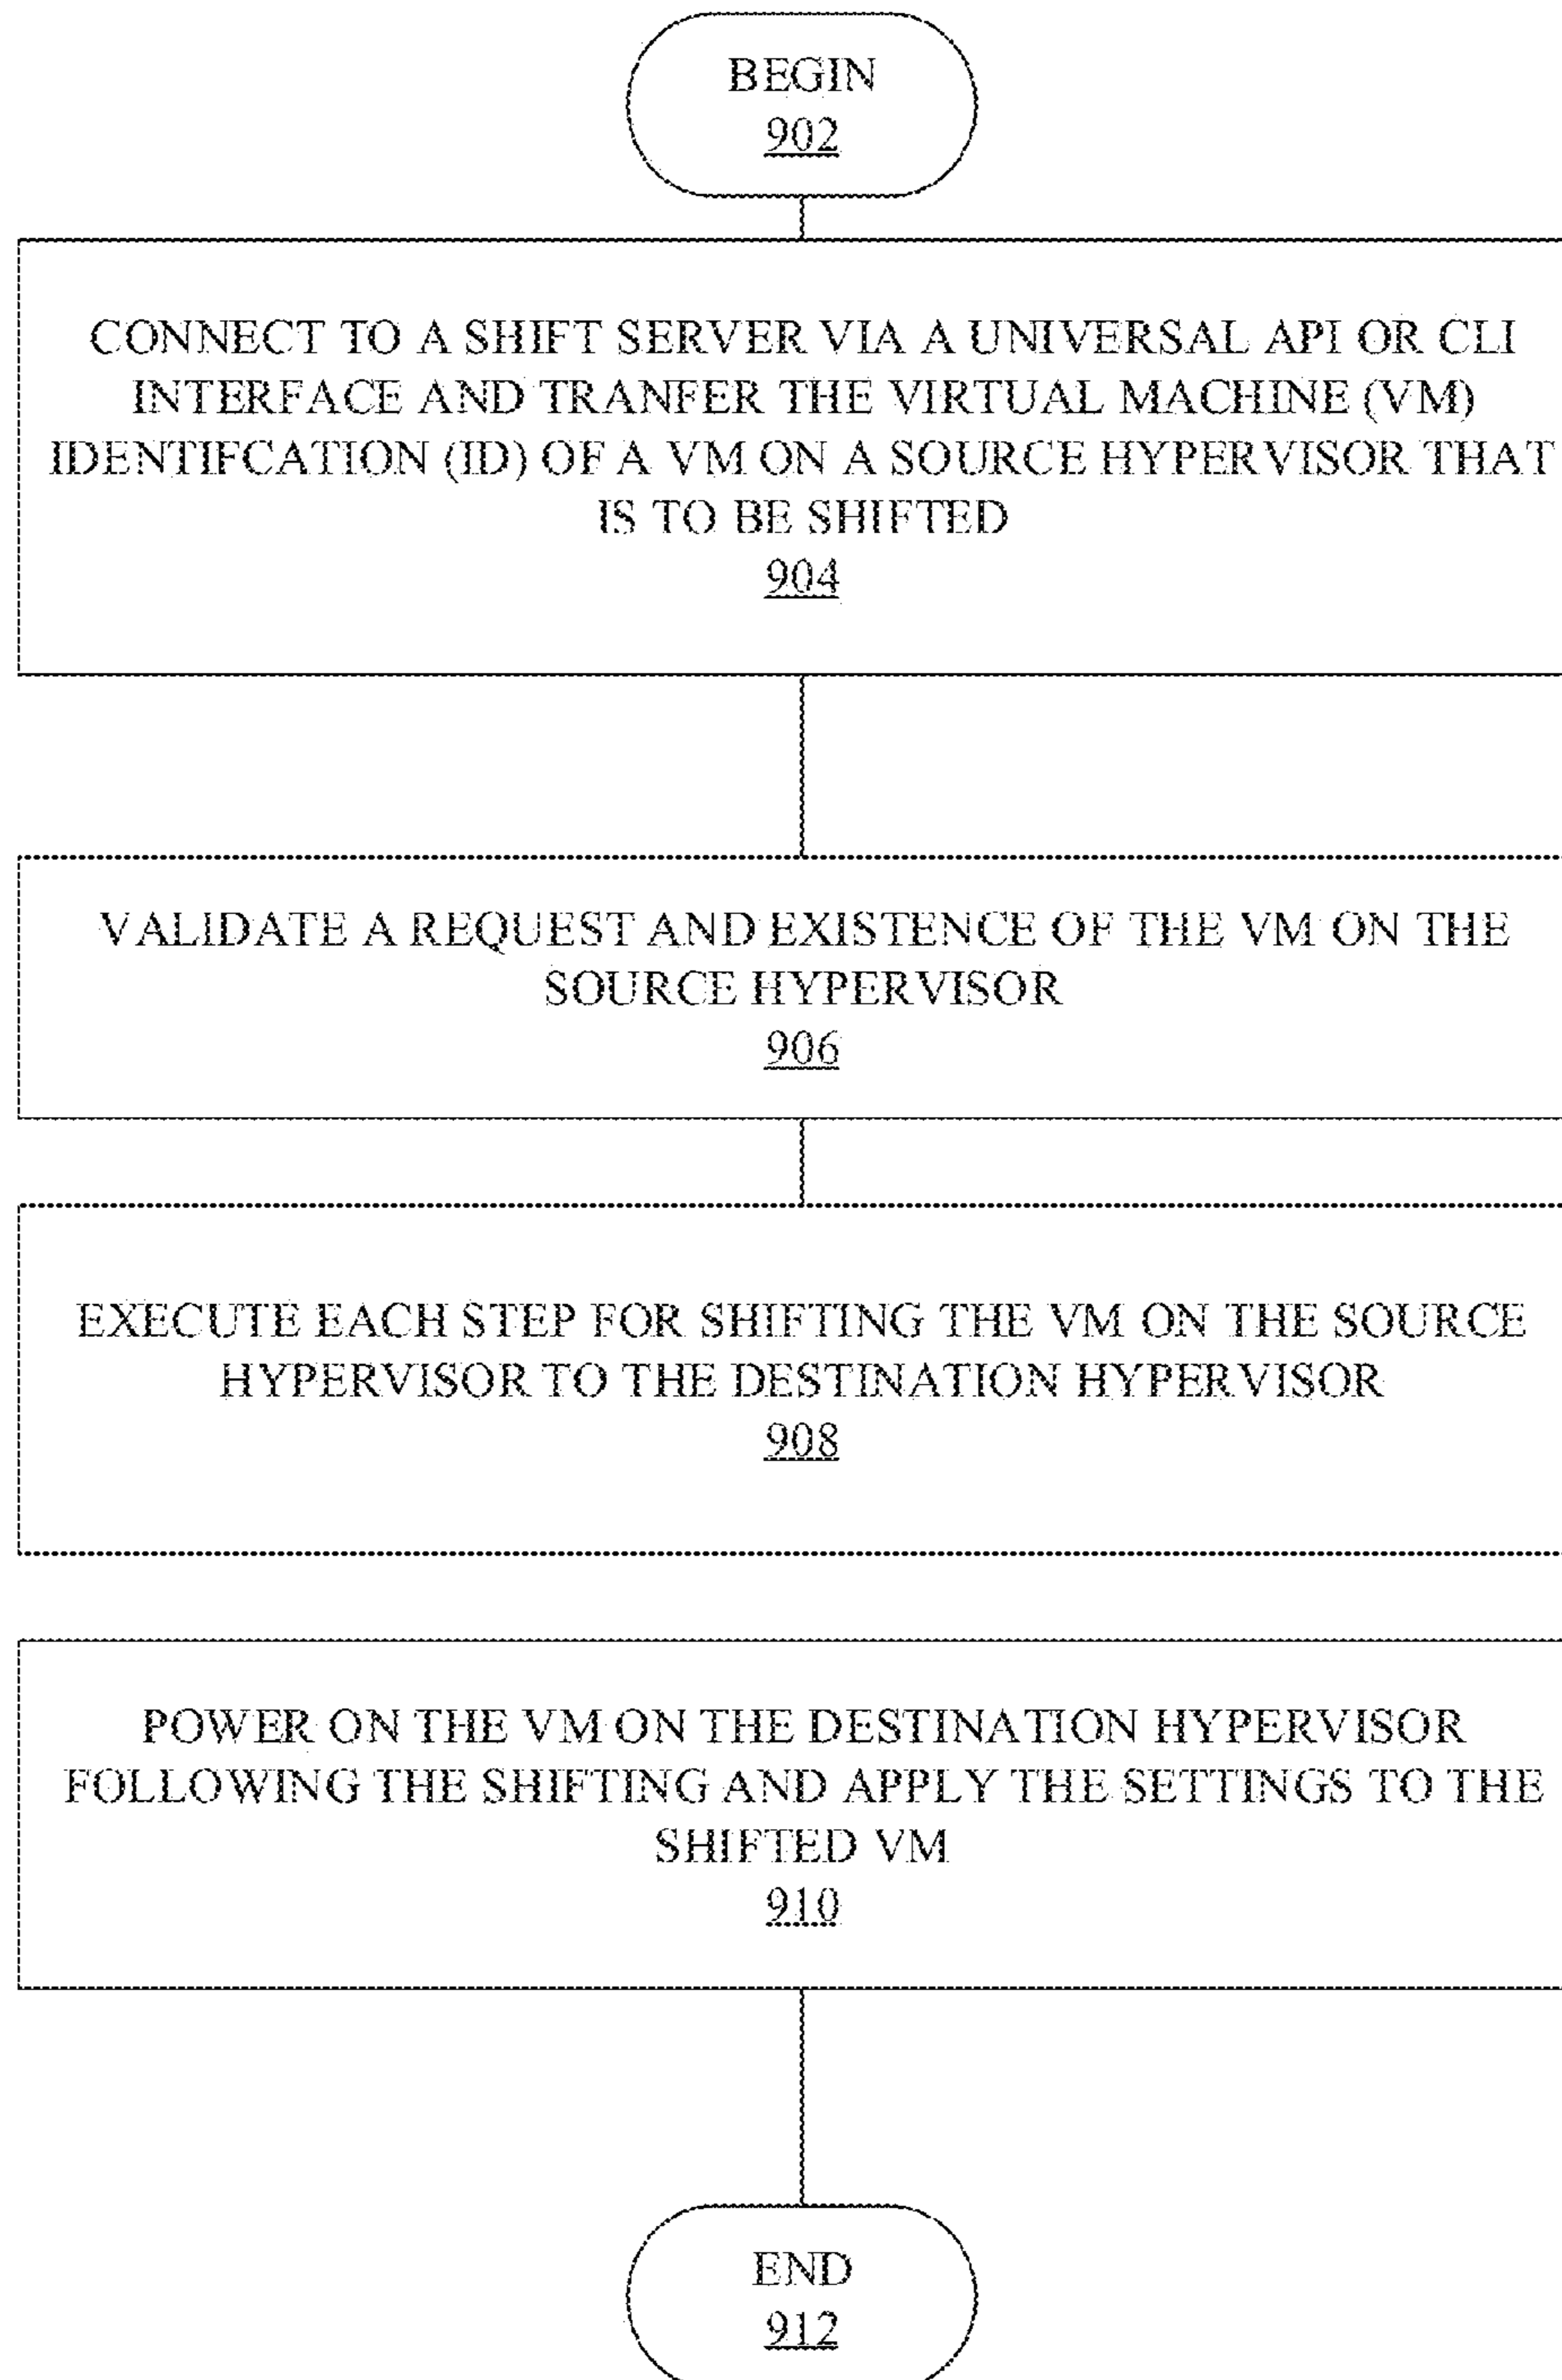 BEGIN
902
CONNECT TO A SHIFT SERVER VIA A UNIVERSAL API OR CLI
INTERFACE AND TRANFER THE VIRTUAL MACHINE (VM)
IDENTIFCATION (ID) OF A VM ON A SOURCE HYPERVISOR THAT
IS TO BE SHIFTED
904
VALIDATE A REQUEST AND EXISTENCE OF THE VM ON THE
SOURCE HYPERVISOR
906
EXECUTE EACH STEP FOR SHIFTING THE VM ON THE SOURCE
HYPERVISOR TO THE DESTINATION HYPERVISOR
908
POWER ON THE VM ON THE DESTINATION HYPERVISOR
FOLLOWING THE SHIFTING AND APPLY THE SETTINGS TO THE
SHIFTED VM
910
END
912